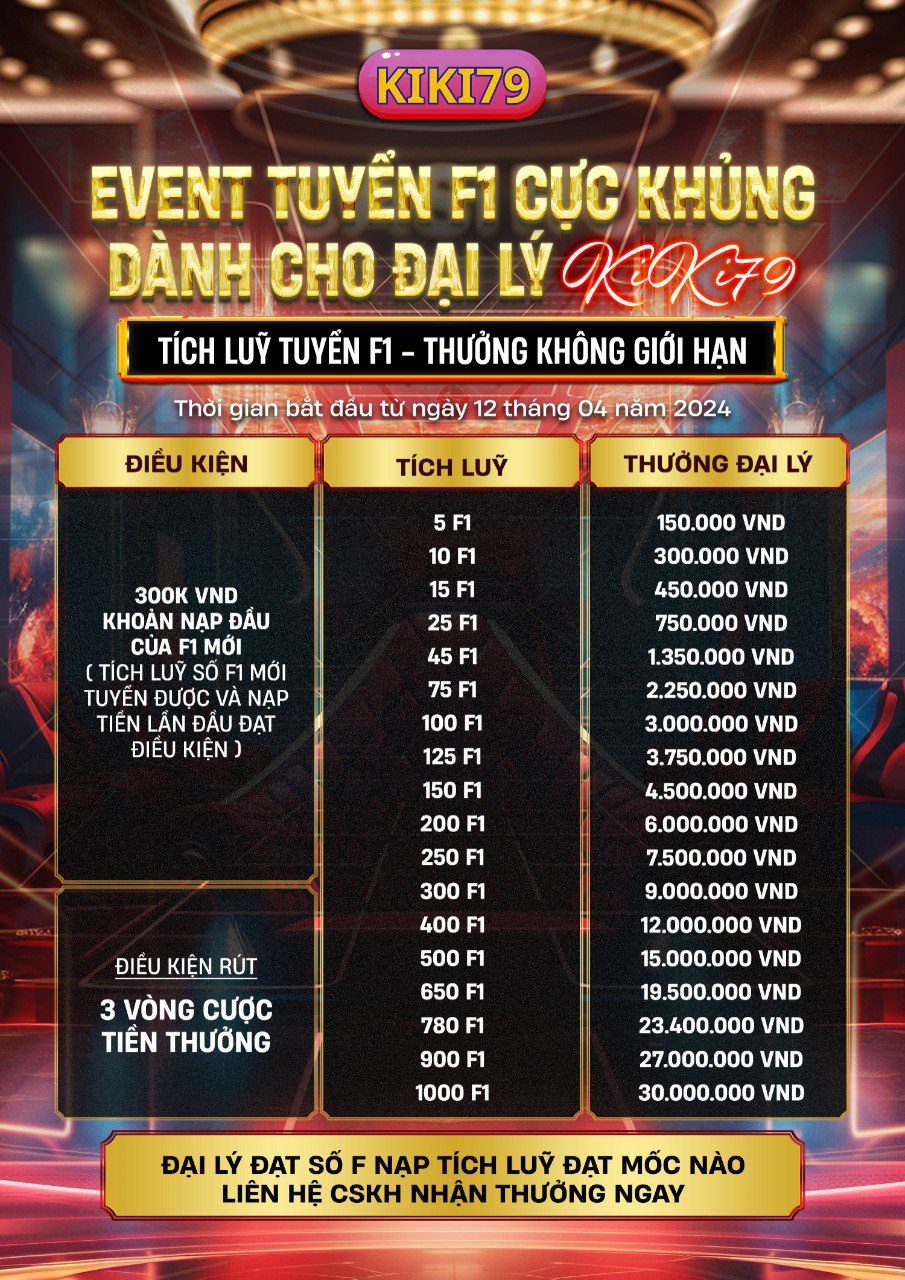 KIKI79
EVENT TUYỂN F1 CỰC KHỦNG
DÀNH CHO ĐẠI LÝ KiKi79
TÍCH LUỸ TUYỂN F1 – THƯỞNG KHÔNG GIỚI HẠN
Thời gian bắt đầu từ ngày 12 tháng 04 năm 2024
ĐIỀU KIỆN TÍCH LUỸ THƯỞNG ĐẠI LÝ
300K VND
KHOẢN NẠP ĐẦU
CỦA F1 MỚI
( TÍCH LUỸ SỐ F1 MỚI
TUYỂN ĐƯỢC VÀ NẠP
TIỀN LẦN ĐẦU ĐẠT
ĐIỀU KIỆN )
ĐIỀU KIỆN RÚT
3 VÒNG CƯỢC
TIỀN THƯỞNG
5 F1 150.000 VND
10 F1 300.000 VND
15 F1 450.000 VND
25 F1 750.000 VND
45 F1 1.350.000 VND
75 F1 2.250.000 VND
100 F1 3.000.000 VND
125 F1 3.750.000 VND
150 F1 4.500.000 VND
200 F1 6.000.000 VND
250 F1 7.500.000 VND
300 F1 9.000.000 VND
400 F1 12.000.000 VND
500 F1 15.000.000 VND
650 F1 19.500.000 VND
780 F1 23.400.000 VND
900 F1 27.000.000 VND
1000 F1 30.000.000 VND
ĐẠI LÝ ĐẠT SỐ F NẠP TÍCH LUỸ ĐẠT MỐC NÀO
LIÊN HỆ CSKH NHẬN THƯỞNG NGAY